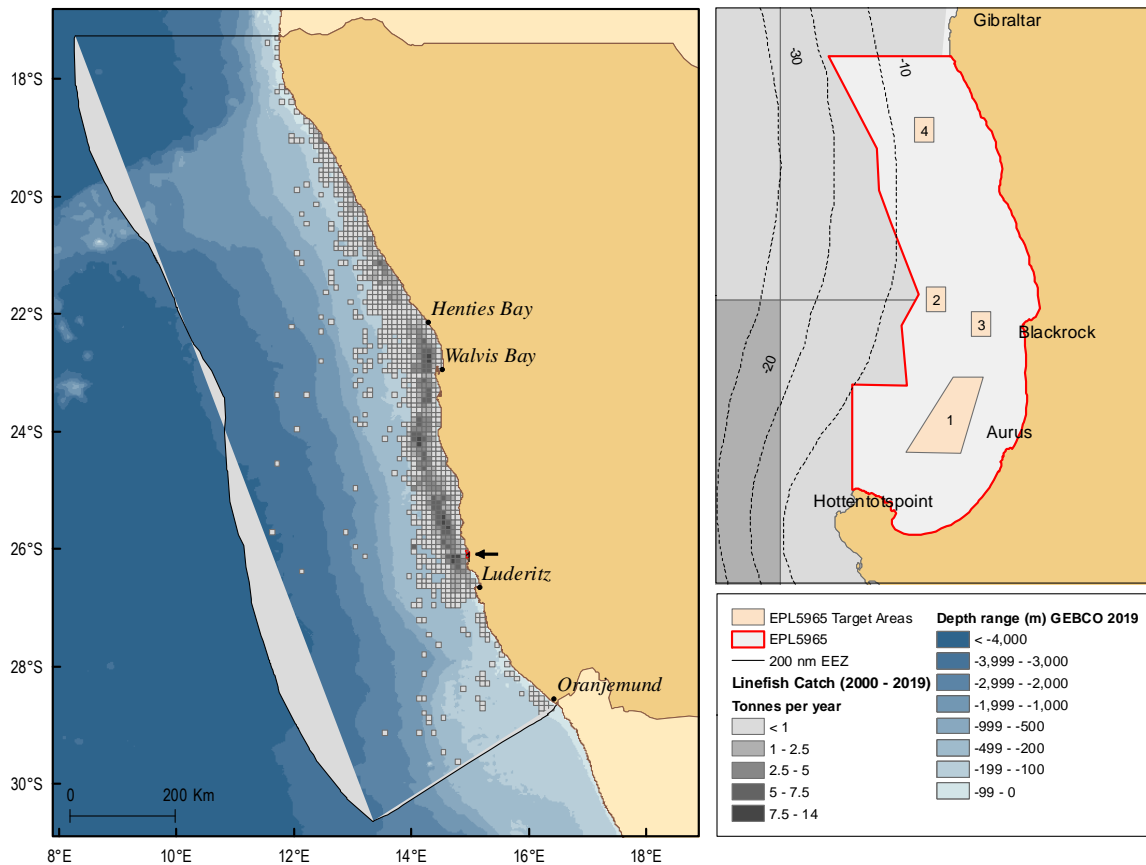 18°S
20°S
22°S
24°S
26°S
28°S
30°S
Henties Bay
Walvis Bay
Luderitz
Oranjemund
0
200 Km
8°E
10°E
12°E
14°E
16°E
18°E
Gibraltar
-30
-10
4
2
3
Blackrock
-20
1
Aurus
Hottentotspoint
EPL5965 Target Areas
EPL5965
200 nm EEZ
Linefish Catch (2000 - 2019)
Tonnes per year
< 1
1 - 2.5
2.5 - 5
5 - 7.5
7.5 - 14
Depth range (m) GEBCO 2019
< -4,000
-3,999 - -3,000
-2,999 - -2,000
-1,999 - -1,000
-999 - -500
-499 - -200
-199 - -100
-99 - 0